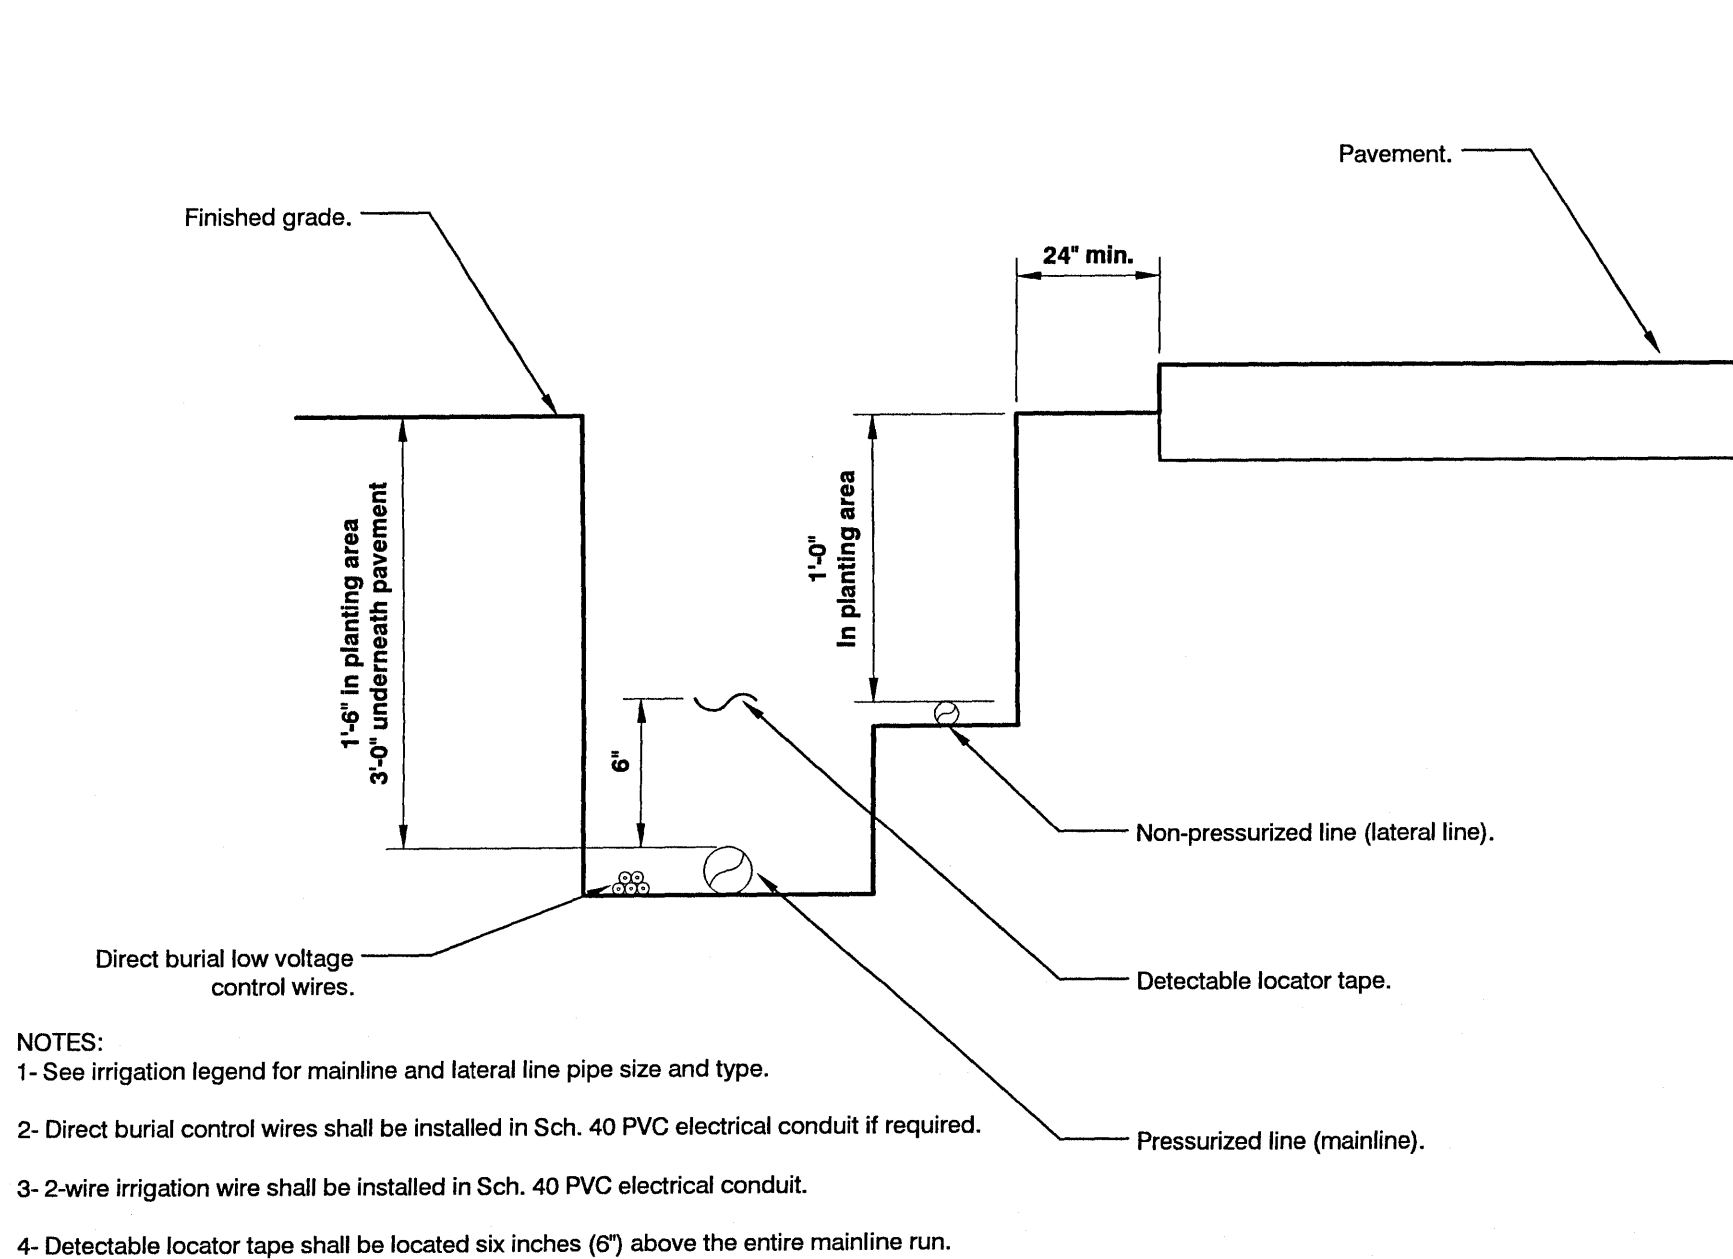 Pavement.
Finished grade.
24" min.
1'-6" in planting area
3'-0" underneath pavement
1'-0"
In planting area
6"
Non-pressurized line (lateral line).
Direct burial low voltage
control wires.
Detectable locator tape.
NOTES:
1- See irrigation legend for mainline and lateral line pipe size and type.
2- Direct burial control wires shall be installed in Sch. 40 PVC electrical conduit if required.
Pressurized line (mainline).
3- 2-wire irrigation wire shall be installed in Sch. 40 PVC electrical conduit.
4- Detectable locator tape shall be located six inches (6") above the entire mainline run.